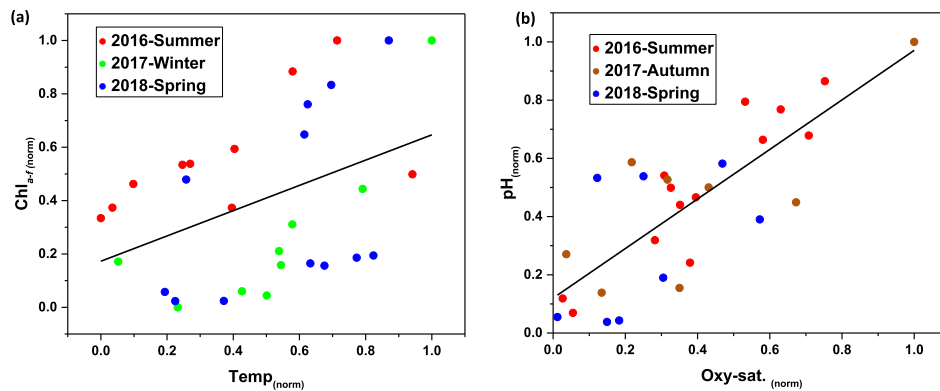 (a)
2016-Summer
2017-Winter
2018-Spring
Chl a-f (norm)
1.0
0.8
0.6
0.4
0.2
0.0
0.0 0.2 0.4 0.6 0.8 1.0
Temp(norm)
(b)
2016-Summer
2017-Autumn
2018-Spring
pH(norm)
1.0
0.8
0.6
0.4
0.2
0.0
0.0 0.2 0.4 0.6 0.8 1.0
Oxy-sat. (norm)